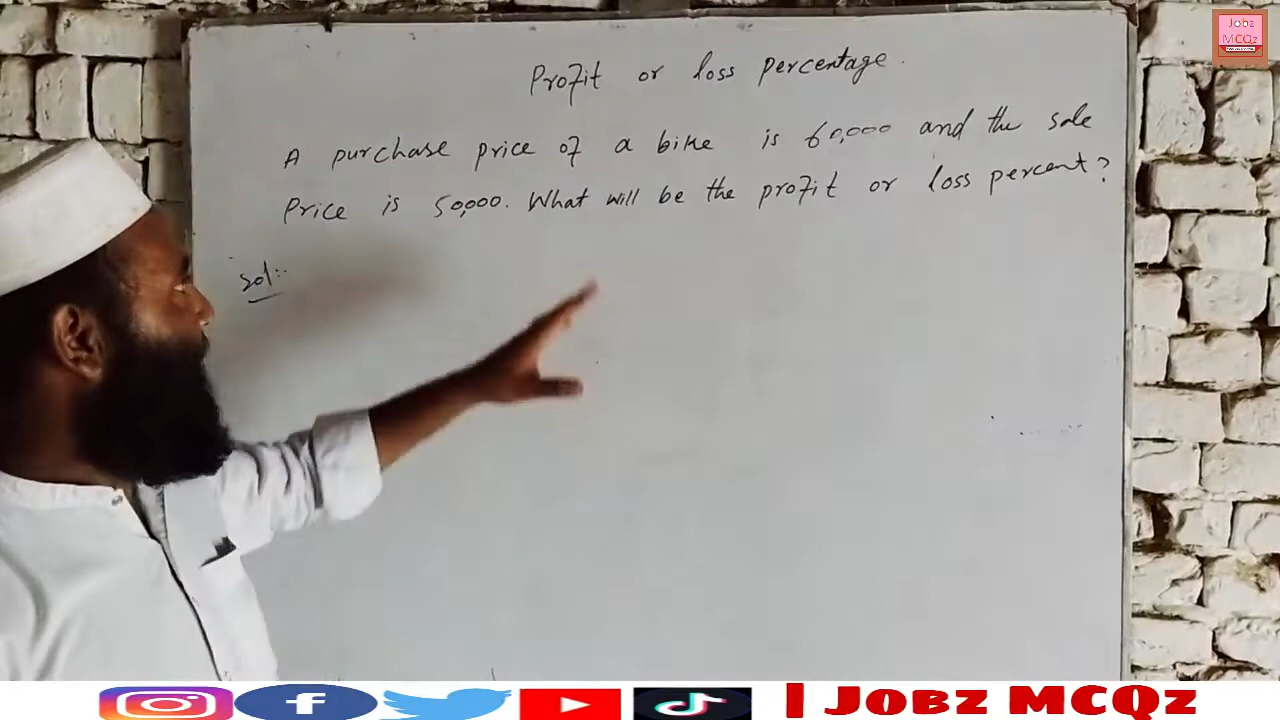 Jobz
MCQz
Profit or loss percentage.
A purchase price of a bike is 60,000 and the sale
Price is 50,000. What will be the profit or loss percent?
Sol:-
| JOBZ MCQZ